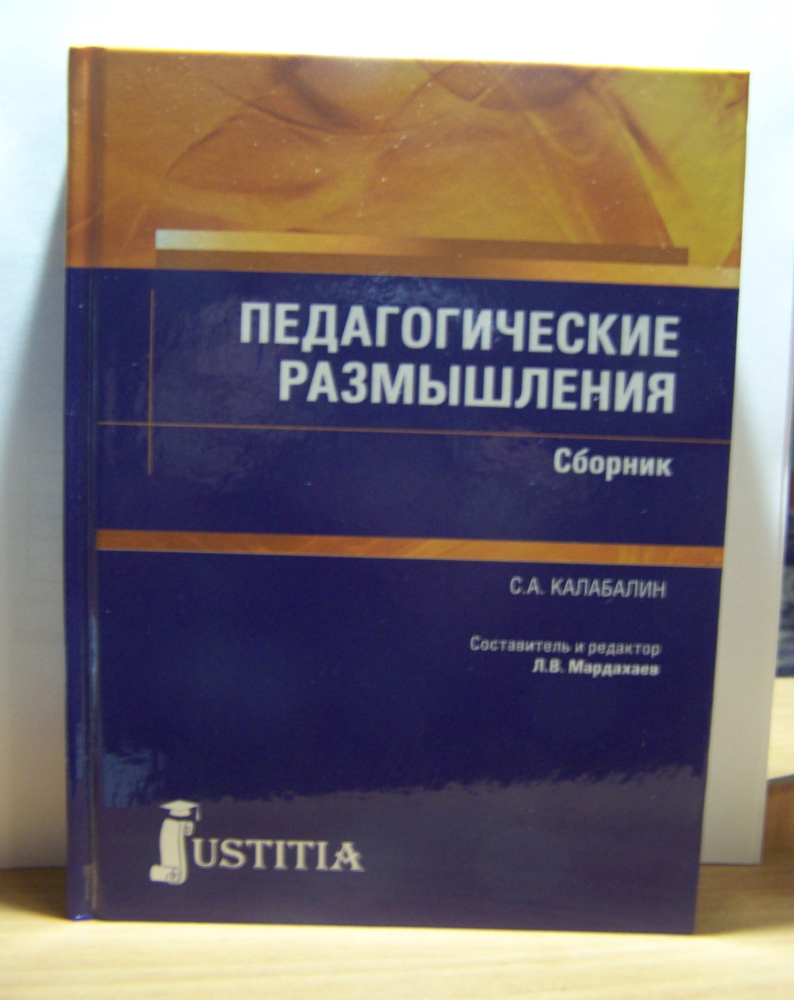 ПЕДАГОГИЧЕСКИЕ
РАЗМЫШЛЕНИЯ
Сборник
С.А. КАЛАБАЛИН
Составитель и редактор
Л.В. Мардахаев
JUSTITIA